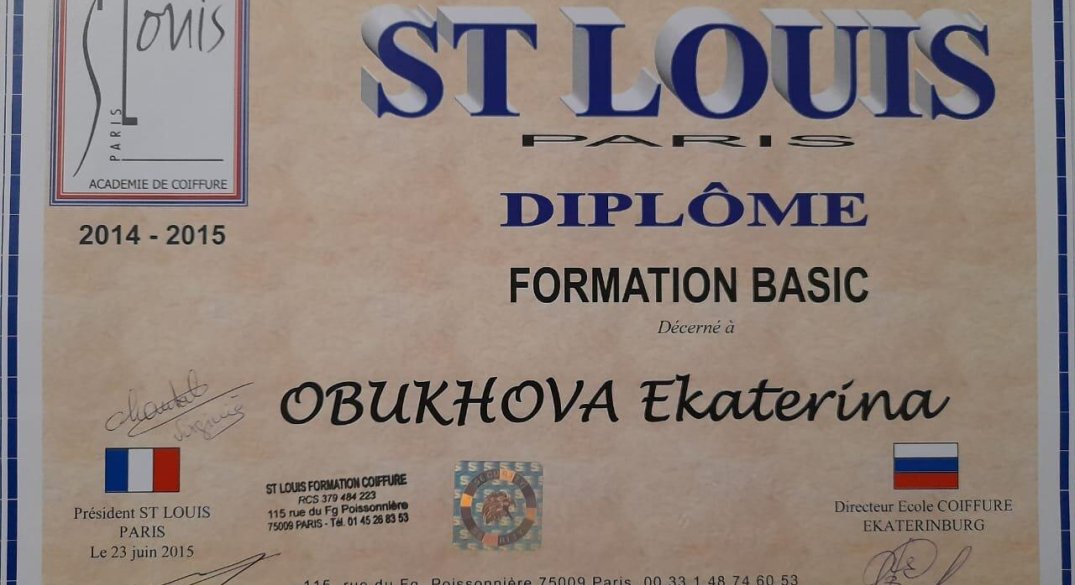 St Louis
PARIS
ACADEMIE DE COIFFURE
2014 - 2015
ST LOUIS
PARIS
DIPLÔME
FORMATION BASIC
Décerné à
OBUKHOVA Ekaterina
Chantal
ST LOUIS FORMATION COIFFURE
RCS 379 484 223
115 rue du Fg Poissonnière
75009 PARIS - Tél. 01 45 26 83 53
Président ST LOUIS
PARIS
Le 23 juin 2015
Directeur Ecole COIFFURE
EKATERINBURG
115, rue du Fg. Poissonnière 75009 Paris 00 33 1 48 74 60 53